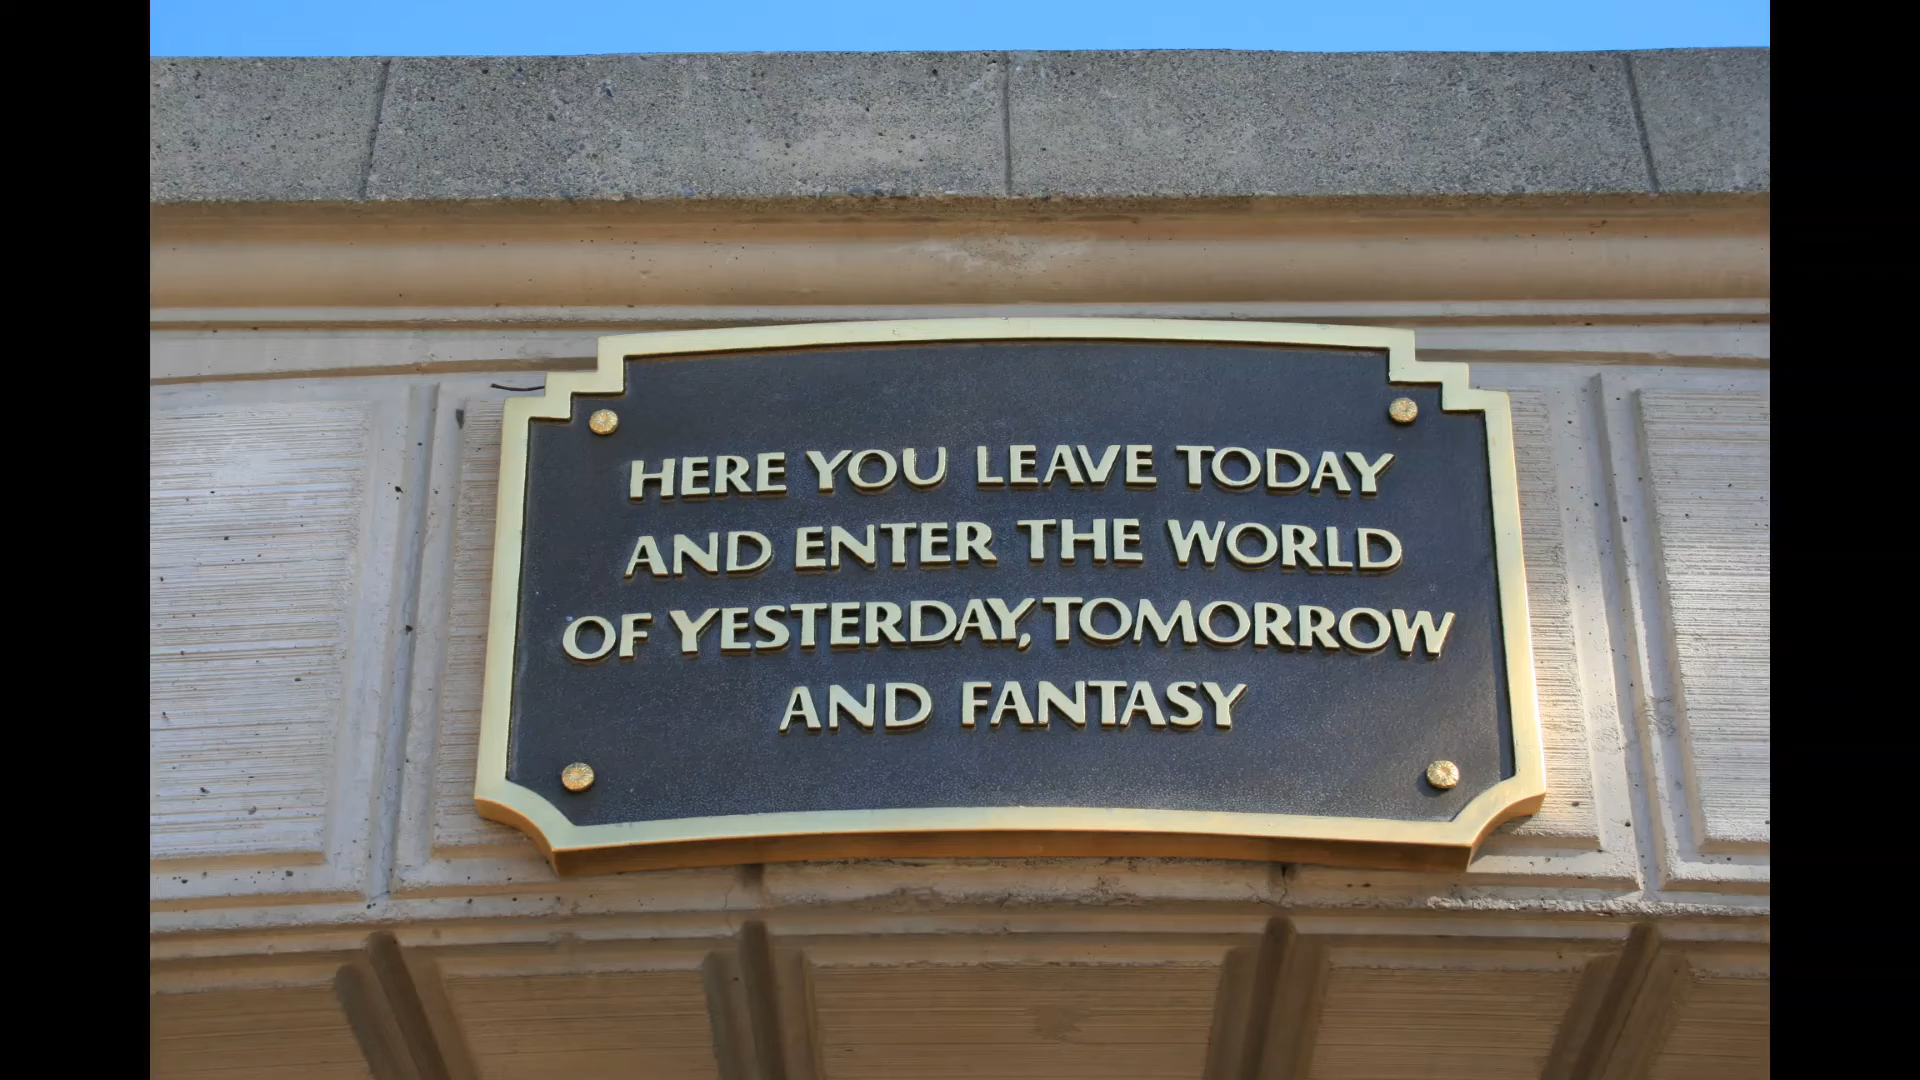 HERE YOU LEAVE TODAY
AND ENTER THE WORLD
OF YESTERDAY, TOMORROW
AND FANTASY